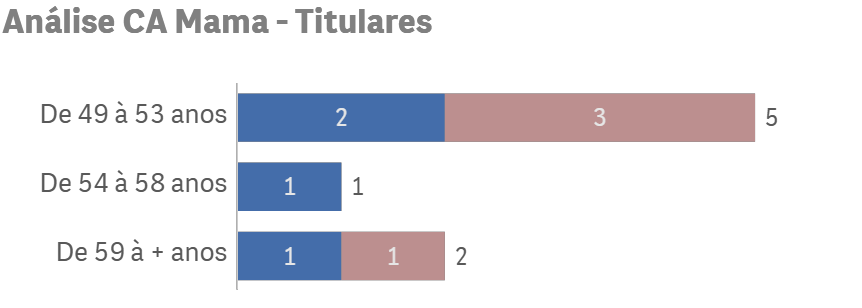 Análise CA Mama - Titulares
De 49 à 53 anos 2 3 5
De 54 à 58 anos 1 1
De 59 à + anos 1 1 2